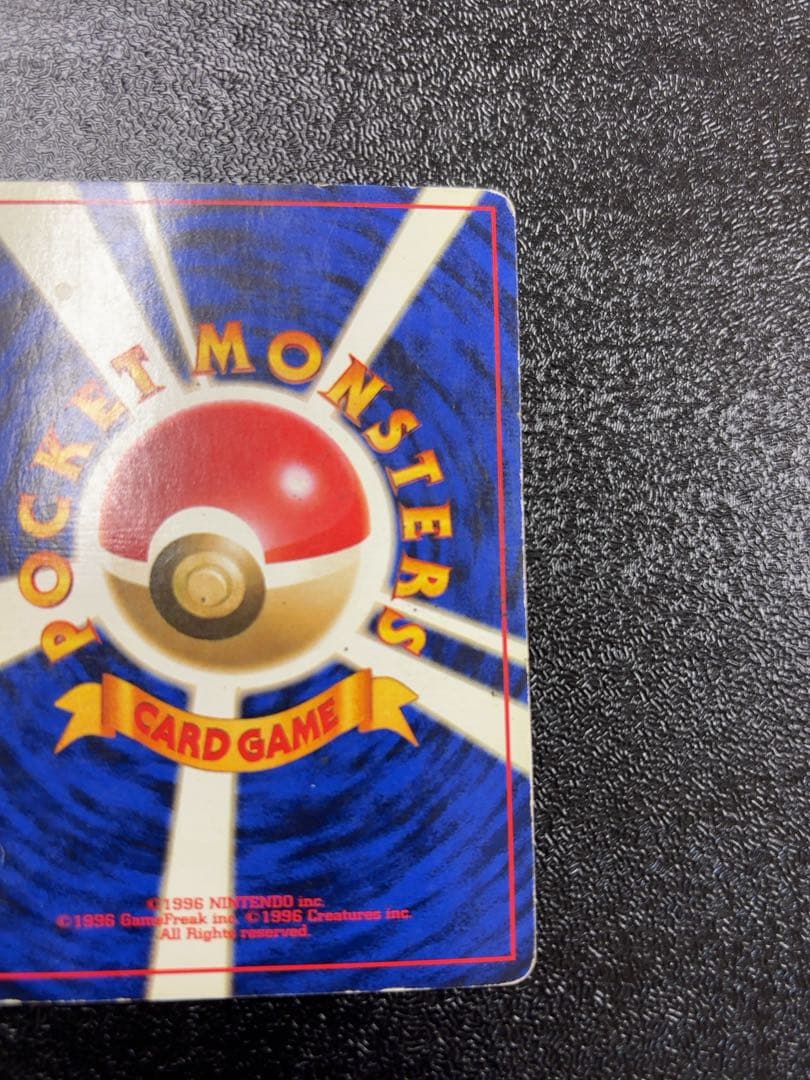 POCKET MONSTERS
CARD GAME
©1996 NINTENDO inc.
©1996 GameFreak inc. ©1996 Creatures inc.
All Rights reserved.